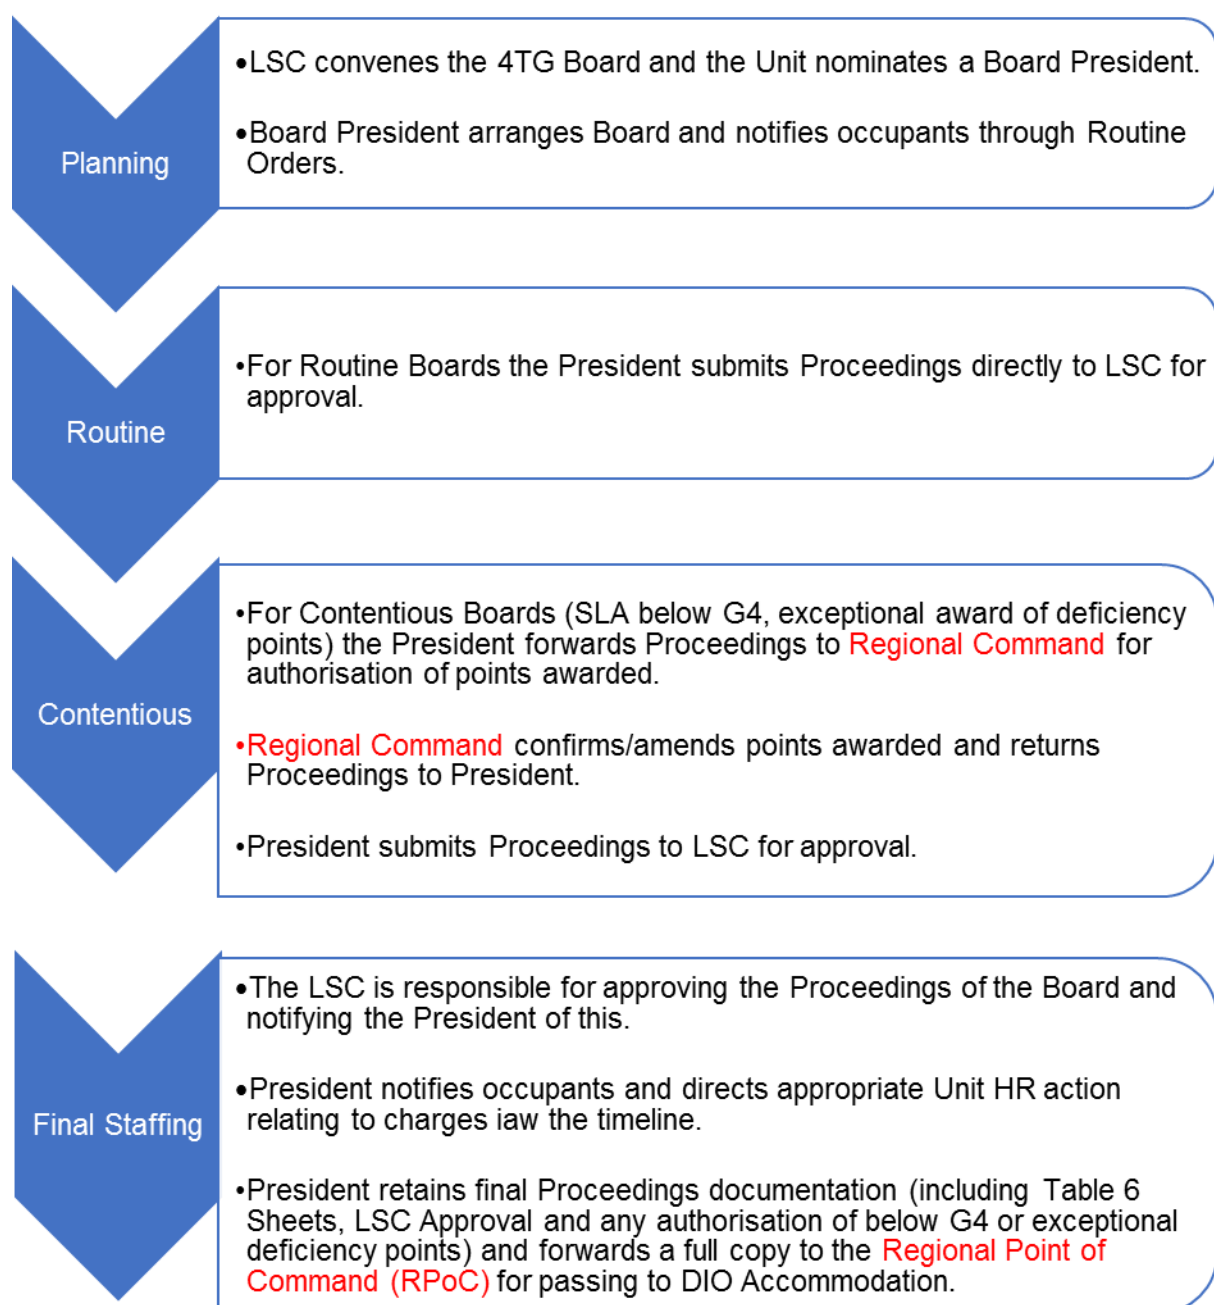 Planning
•LSC convenes the 4TG Board and the Unit nominates a Board President.
•Board President arranges Board and notifies occupants through Routine
Orders.
Routine
•For Routine Boards the President submits Proceedings directly to LSC for
approval.
Contentious
•For Contentious Boards (SLA below G4, exceptional award of deficiency
points) the President forwards Proceedings to Regional Command for
authorisation of points awarded.
•Regional Command confirms/amends points awarded and returns
Proceedings to President.
•President submits Proceedings to LSC for approval.
Final Staffing
•The LSC is responsible for approving the Proceedings of the Board and
notifying the President of this.
•President notifies occupants and directs appropriate Unit HR action
relating to charges iaw the timeline.
•President retains final Proceedings documentation (including Table 6
Sheets, LSC Approval and any authorisation of below G4 or exceptional
deficiency points) and forwards a full copy to the Regional Point of
Command (RPoC) for passing to DIO Accommodation.